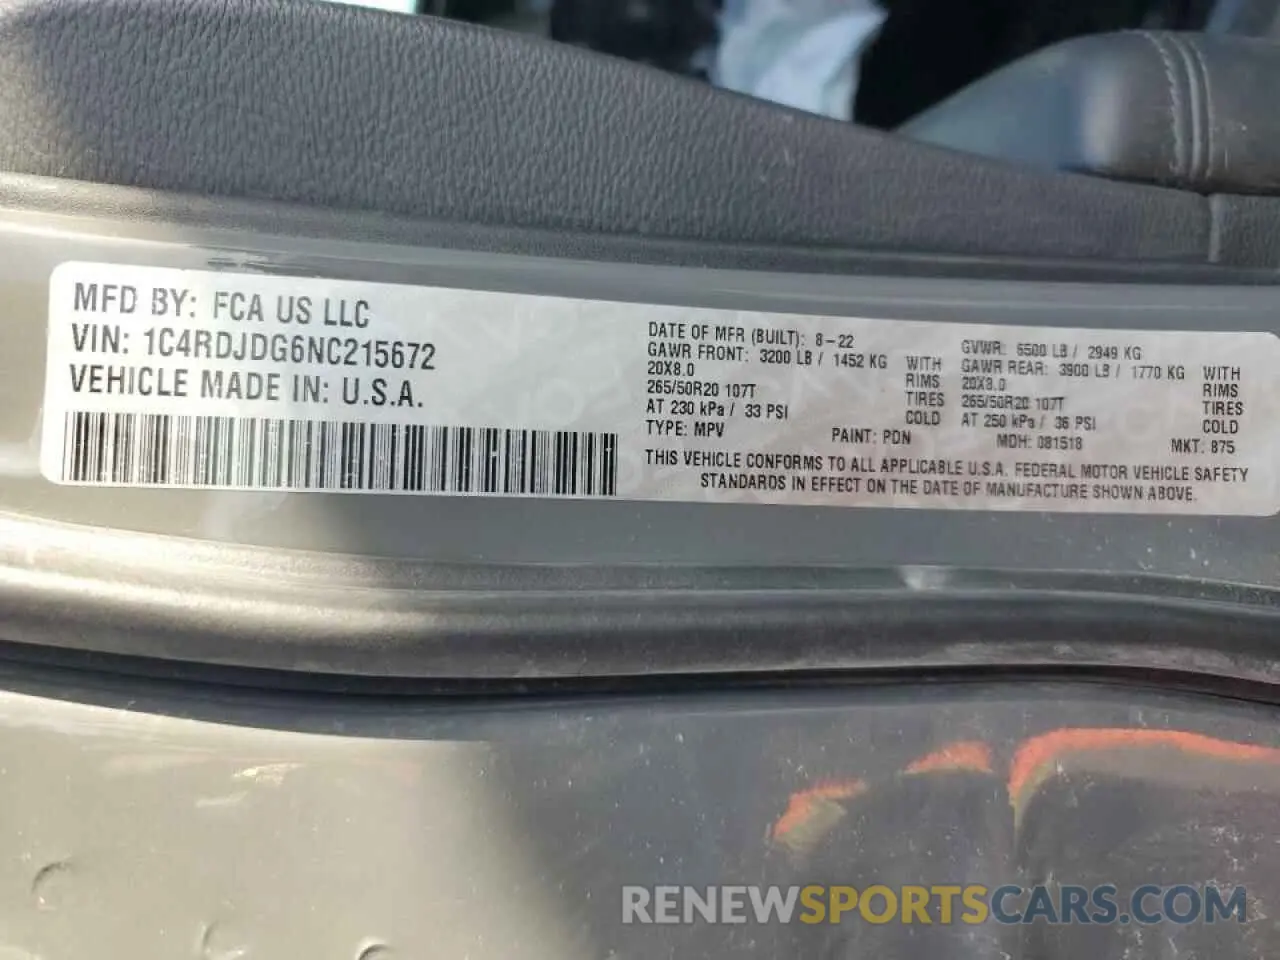 MFD BY: FCA US LLC
VIN: 1C4RDJDG6NC215672
VEHICLE MADE IN: U.S.A.
DATE OF MFR (BUILT): 8-22
GAWR FRONT: 3200 LB / 1452 KG WITH
20X8.0 RIMS
265/50R20 107T TIRES
AT 230 kPa / 33 PSI COLD
GVWR: 6500 LB / 2949 KG
GAWR REAR: 3900 LB / 1770 KG WITH
20X8.0 RIMS
265/50R20 107T TIRES
AT 250 kPa / 36 PSI COLD
TYPE: MPV PAINT: PDN MDH: 081518 MKT: 875
THIS VEHICLE CONFORMS TO ALL APPLICABLE U.S.A. FEDERAL MOTOR VEHICLE SAFETY
STANDARDS IN EFFECT ON THE DATE OF MANUFACTURE SHOWN ABOVE.
RENEWSPORTSCARS.COM